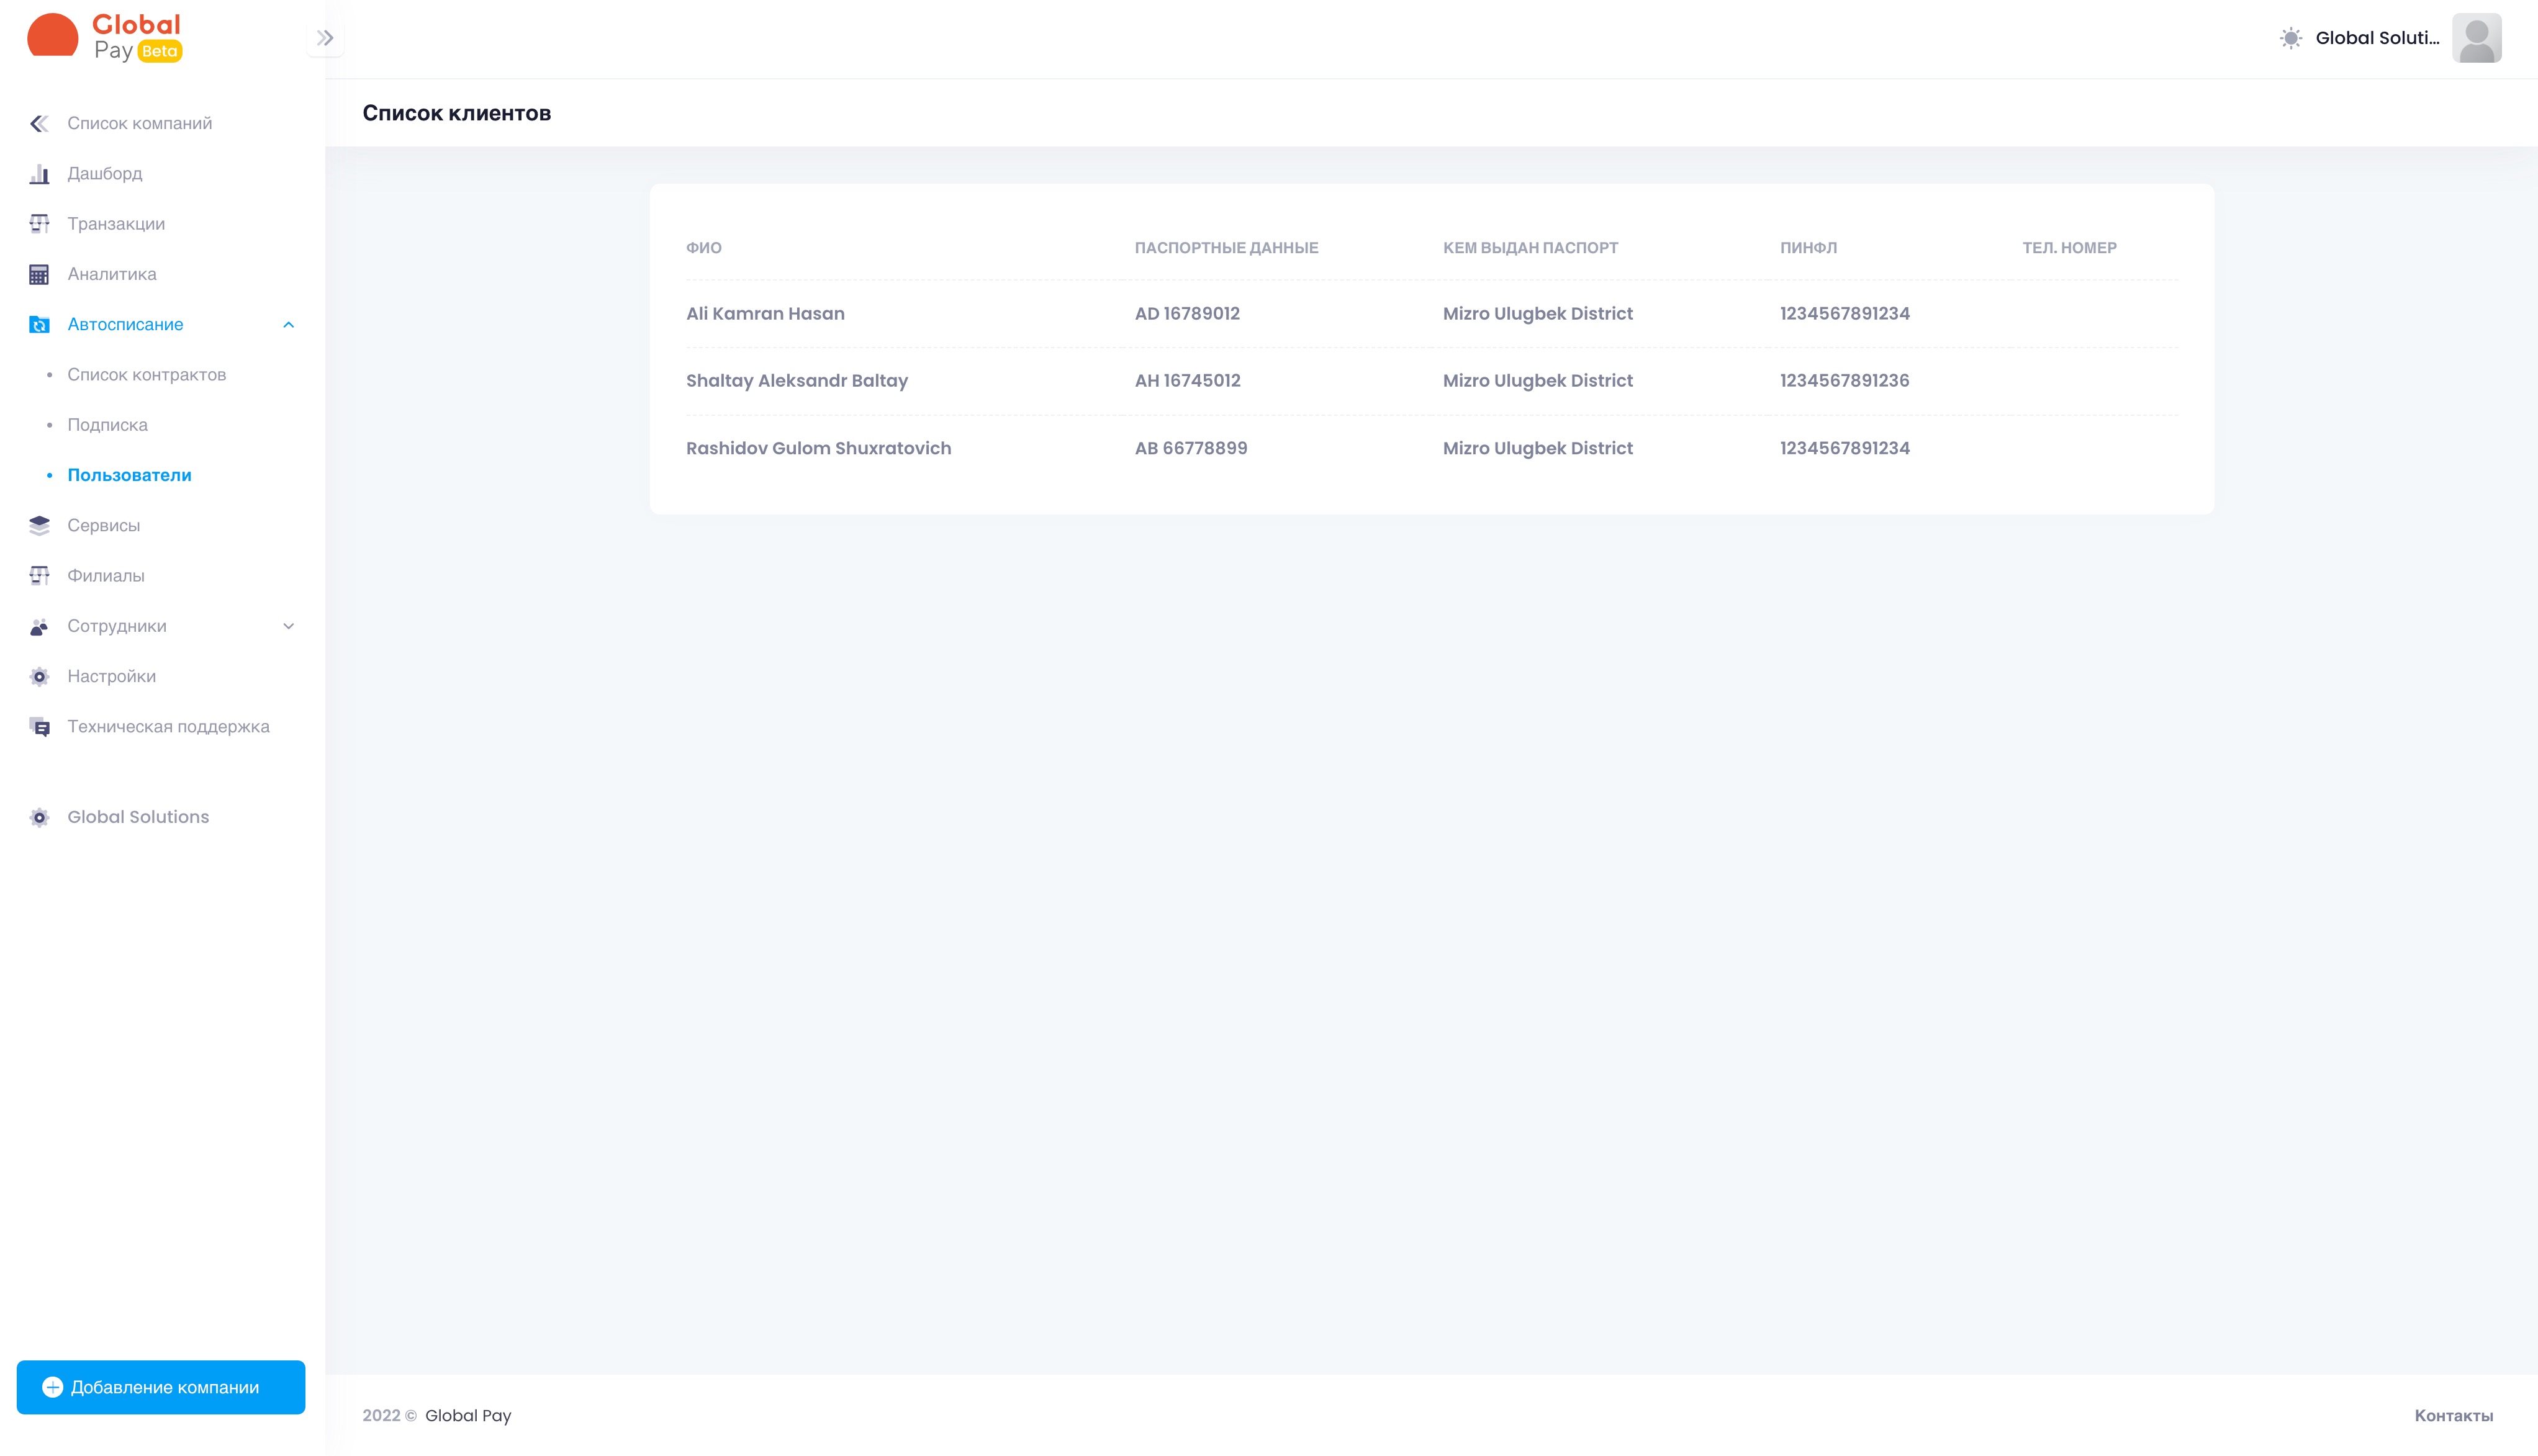 Global
Pay Beta
Список компаний
Дашборд
Транзакции
Аналитика
Автосписание
Список контрактов
Подписка
Пользователи
Сервисы
Филиалы
Сотрудники
Настройки
Техническая поддержка
Global Solutions
Добавление компании
Global Soluti...
Список клиентов
ФИО ПАСПОРТНЫЕ ДАННЫЕ КЕМ ВЫДАН ПАСПОРТ ПИНФЛ ТЕЛ. НОМЕР
Ali Kamran Hasan AD 16789012 Mizro Ulugbek District 1234567891234
Shaltay Aleksandr Baltay AH 16745012 Mizro Ulugbek District 1234567891236
Rashidov Gulom Shuxratovich AB 66778899 Mizro Ulugbek District 1234567891234
2022 © Global Pay
Контакты